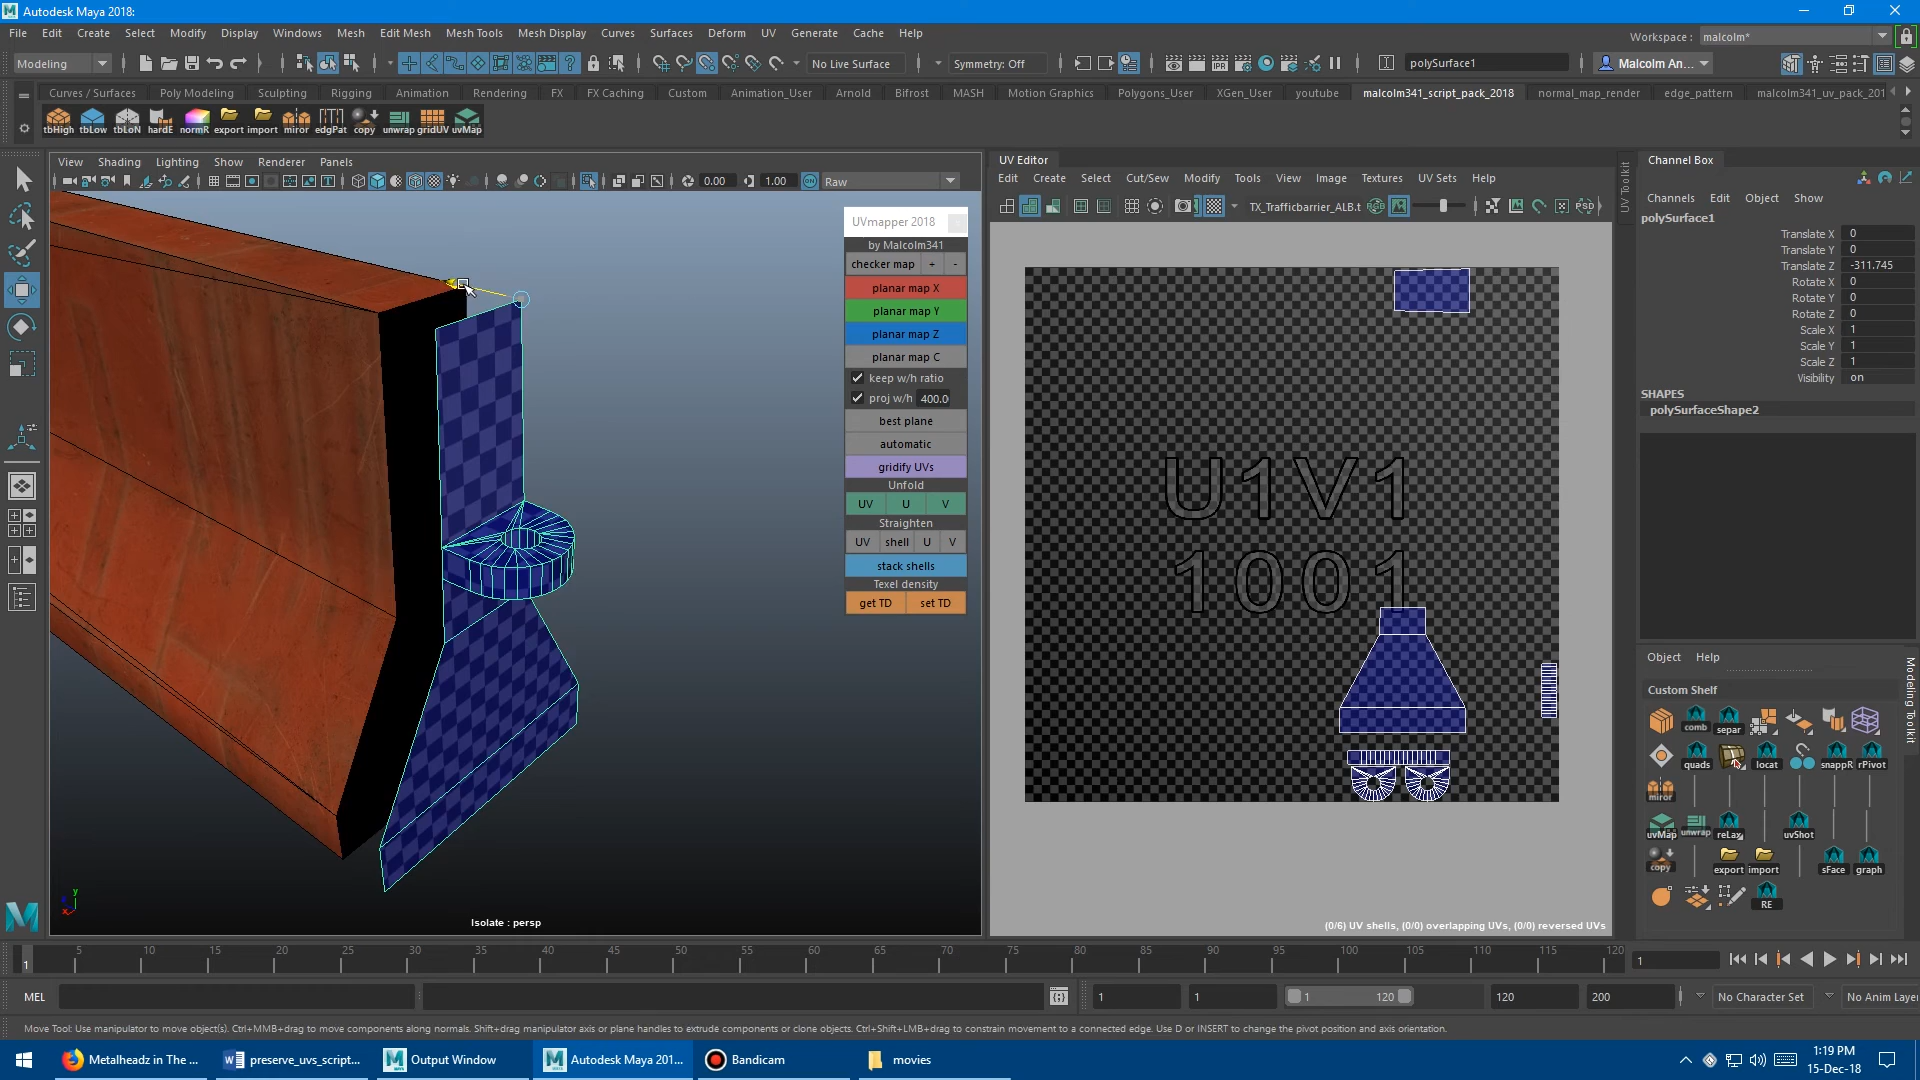 Autodesk Maya 2018:
File Edit Create Select Modify Display Windows Mesh Edit Mesh Mesh Tools Mesh Display Curves Surfaces Deform UV Generate Cache Help
Workspace : malcolm*
Modeling
No Live Surface
Symmetry: Off
polySurface1
Malcolm An...
Curves / Surfaces Poly Modeling Sculpting Rigging Animation Rendering FX FX Caching Custom Animation_User Arnold Bifrost MASH Motion Graphics Polygons_User XGen_User youtube malcolm341_script_pack_2018 normal_map_render edge_pattern malcolm341_uv_pack_201
tbHigh tbLow tbLoN hardE normR export import miror edgPat copy unwrap gridUV uvMap
View Shading Lighting Show Renderer Panels
0.00 1.00 Raw
UVmapper 2018
by Malcolm341
checker map + -
planar map X
planar map Y
planar map Z
planar map C
keep w/h ratio
proj w/h 400.0
best plane
automatic
gridify UVs
Unfold
UV U V
Straighten
UV shell U V
stack shells
Texel density
get TD set TD
y
x
Isolate : persp
UV Editor
Edit Create Select Cut/Sew Modify Tools View Image Textures UV Sets Help
TX_Trafficbarrier_ALB.t
RGB
PSD
U1V1
1001
(0/6) UV shells, (0/0) overlapping UVs, (0/0) reversed UVs
UV Toolkit
Channel Box
Channels Edit Object Show
polySurface1
Translate X 0
Translate Y 0
Translate Z -311.745
Rotate X 0
Rotate Y 0
Rotate Z 0
Scale X 1
Scale Y 1
Scale Z 1
Visibility on
SHAPES
polySurfaceShape2
Object Help
Custom Shelf
Modeling Toolkit
comb separ
quads locat snappR rPivot
miror
uvMap unwrap reLax uvShot
copy export import sFace graph
RE
5 10 15 20 25 30 35 40 45 50 55 60 65 70 75 80 85 90 95 100 105 110 115 120
1
1
MEL
1 1 1 120 120 200 No Character Set No Anim Layer
Move Tool: Use manipulator to move object(s). Ctrl+MMB+drag to move components along normals. Shift+drag manipulator axis or plane handles to extrude components or clone objects. Ctrl+Shift+LMB+drag to constrain movement to a connected edge. Use D or INSERT to change the pivot position and axis orientation.
Metalheadz in The ... preserve_uvs_script... Output Window Autodesk Maya 201... Bandicam movies
1:19 PM
15-Dec-18